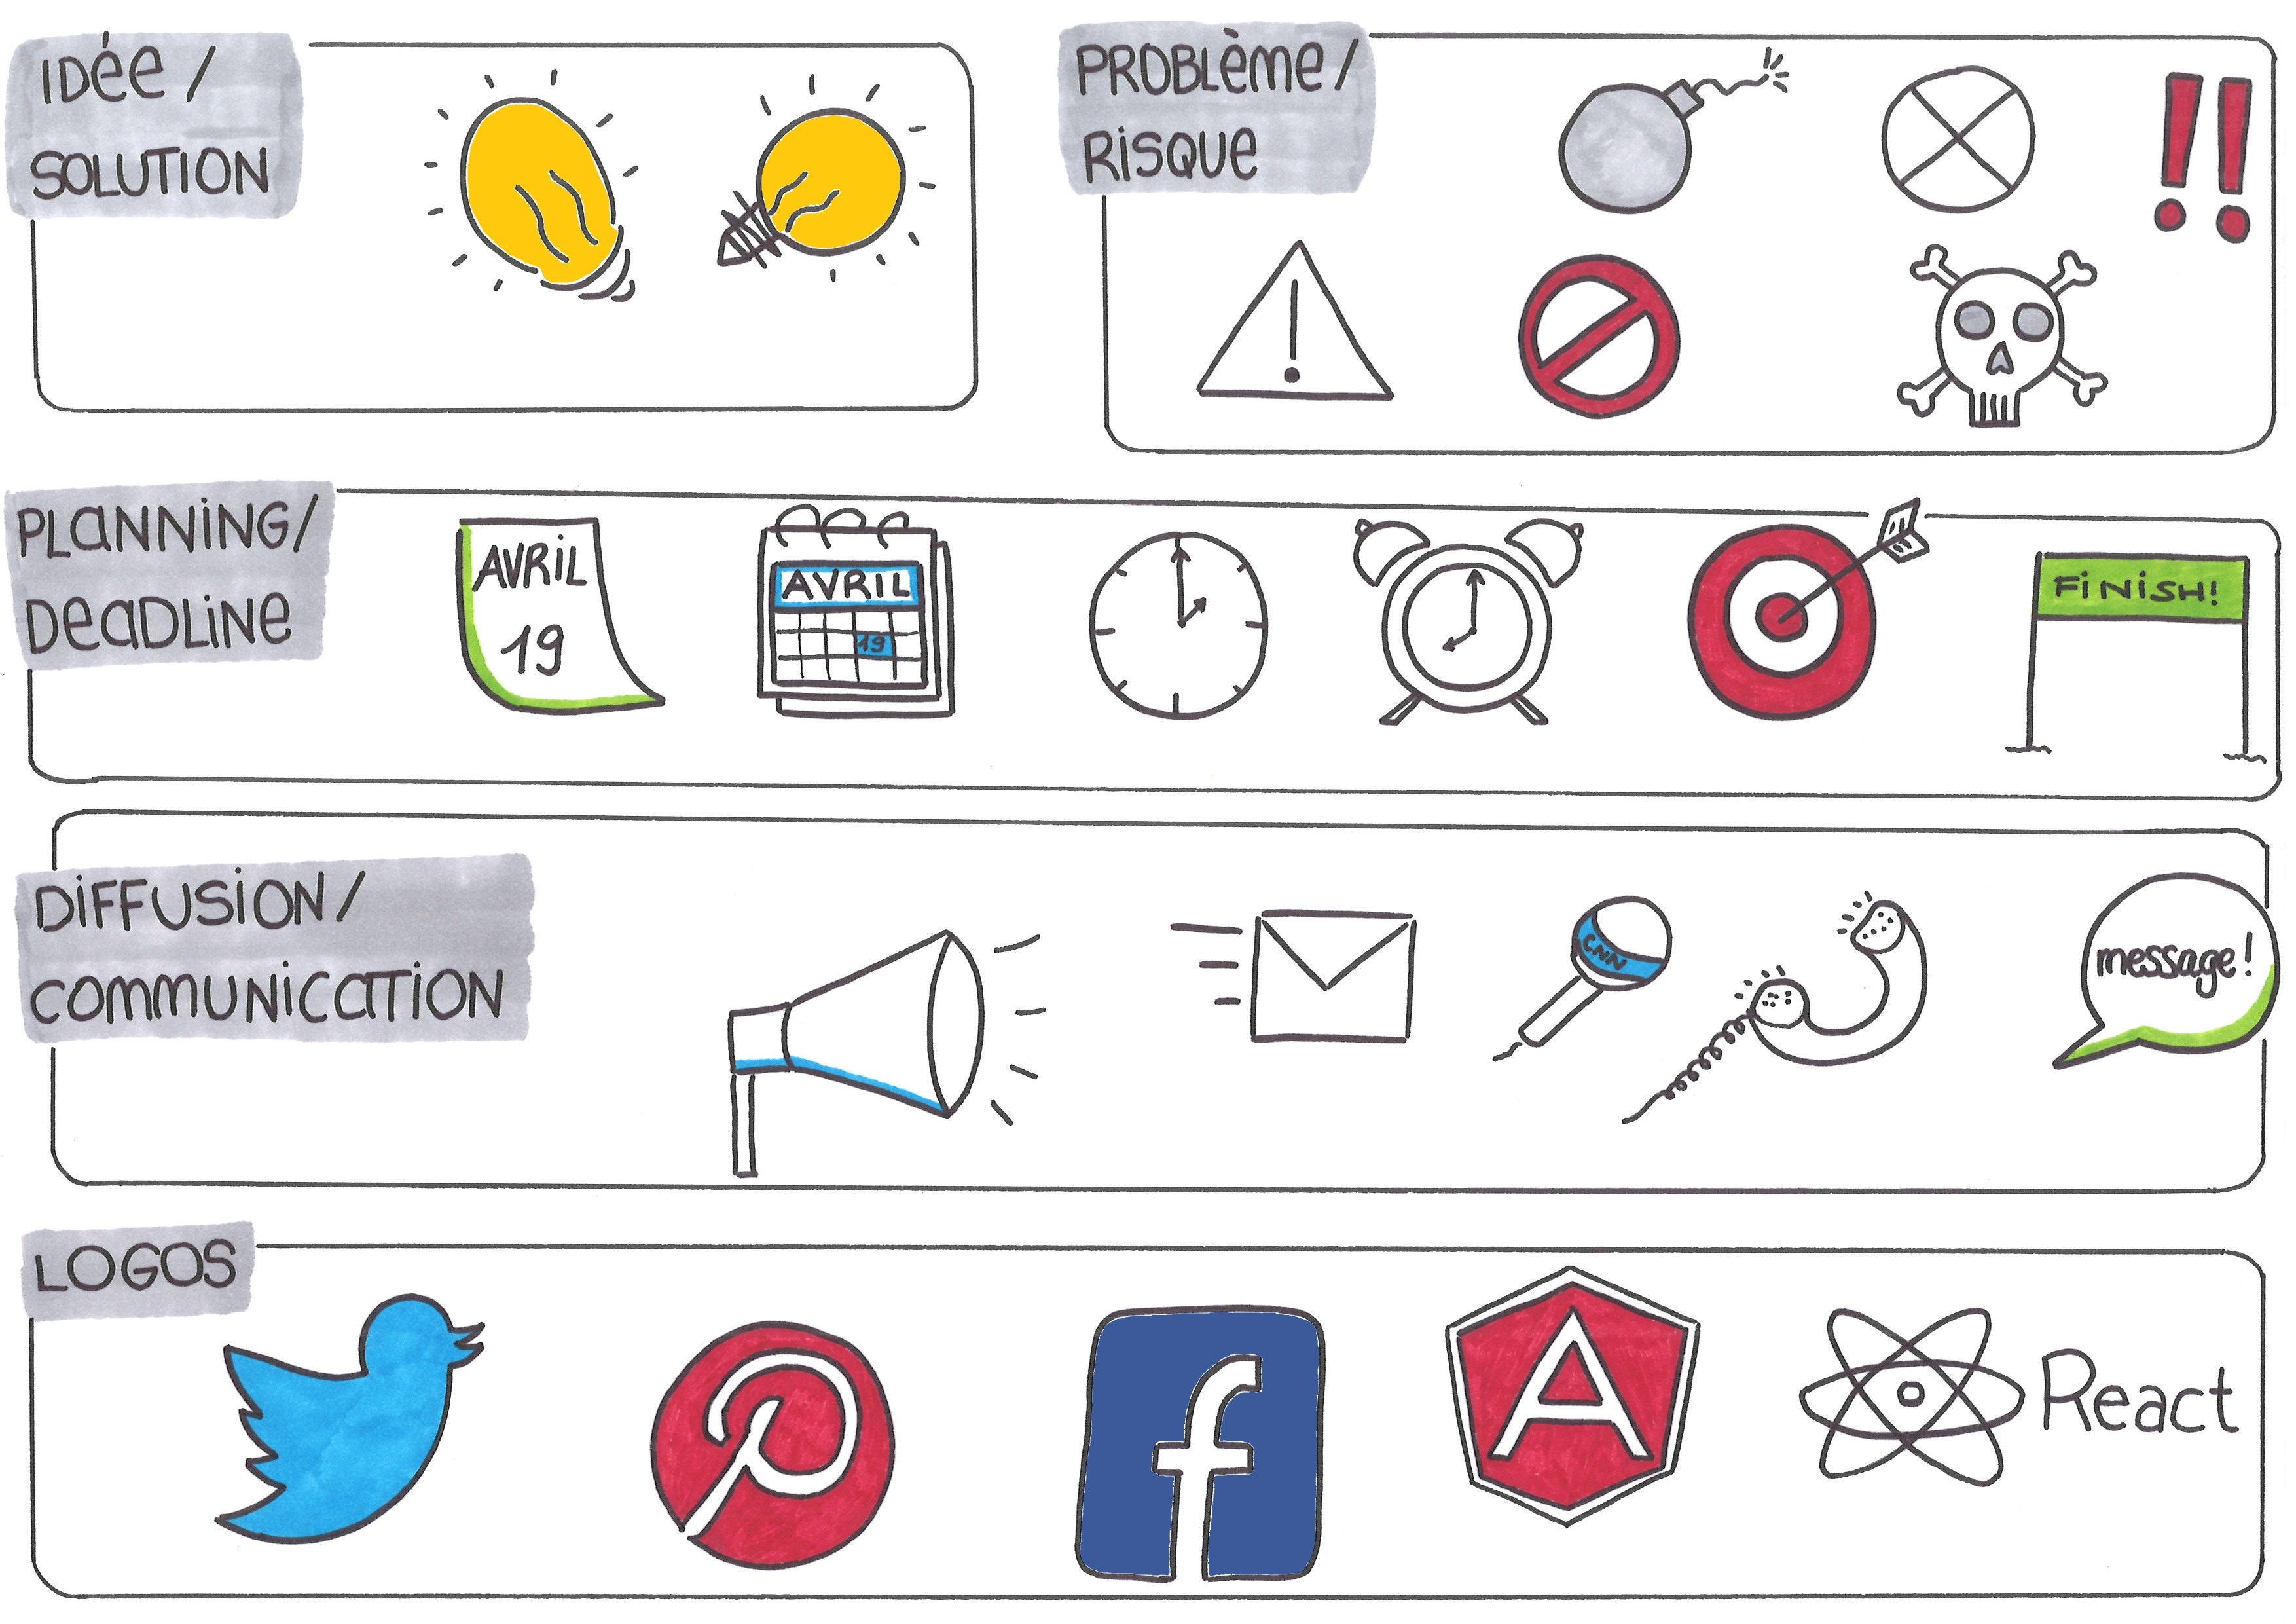 IDée /
SOLUTION
PROBLème /
RiSQUe
!!
!
PLaNNiNG/
DeaDLiNe
AVRiL
19
AVRIL
19
FiNiSH!
DiFFUSiON/
COmmUNiCaTiON
CNN
message!
LOGOS
P
f
A
React